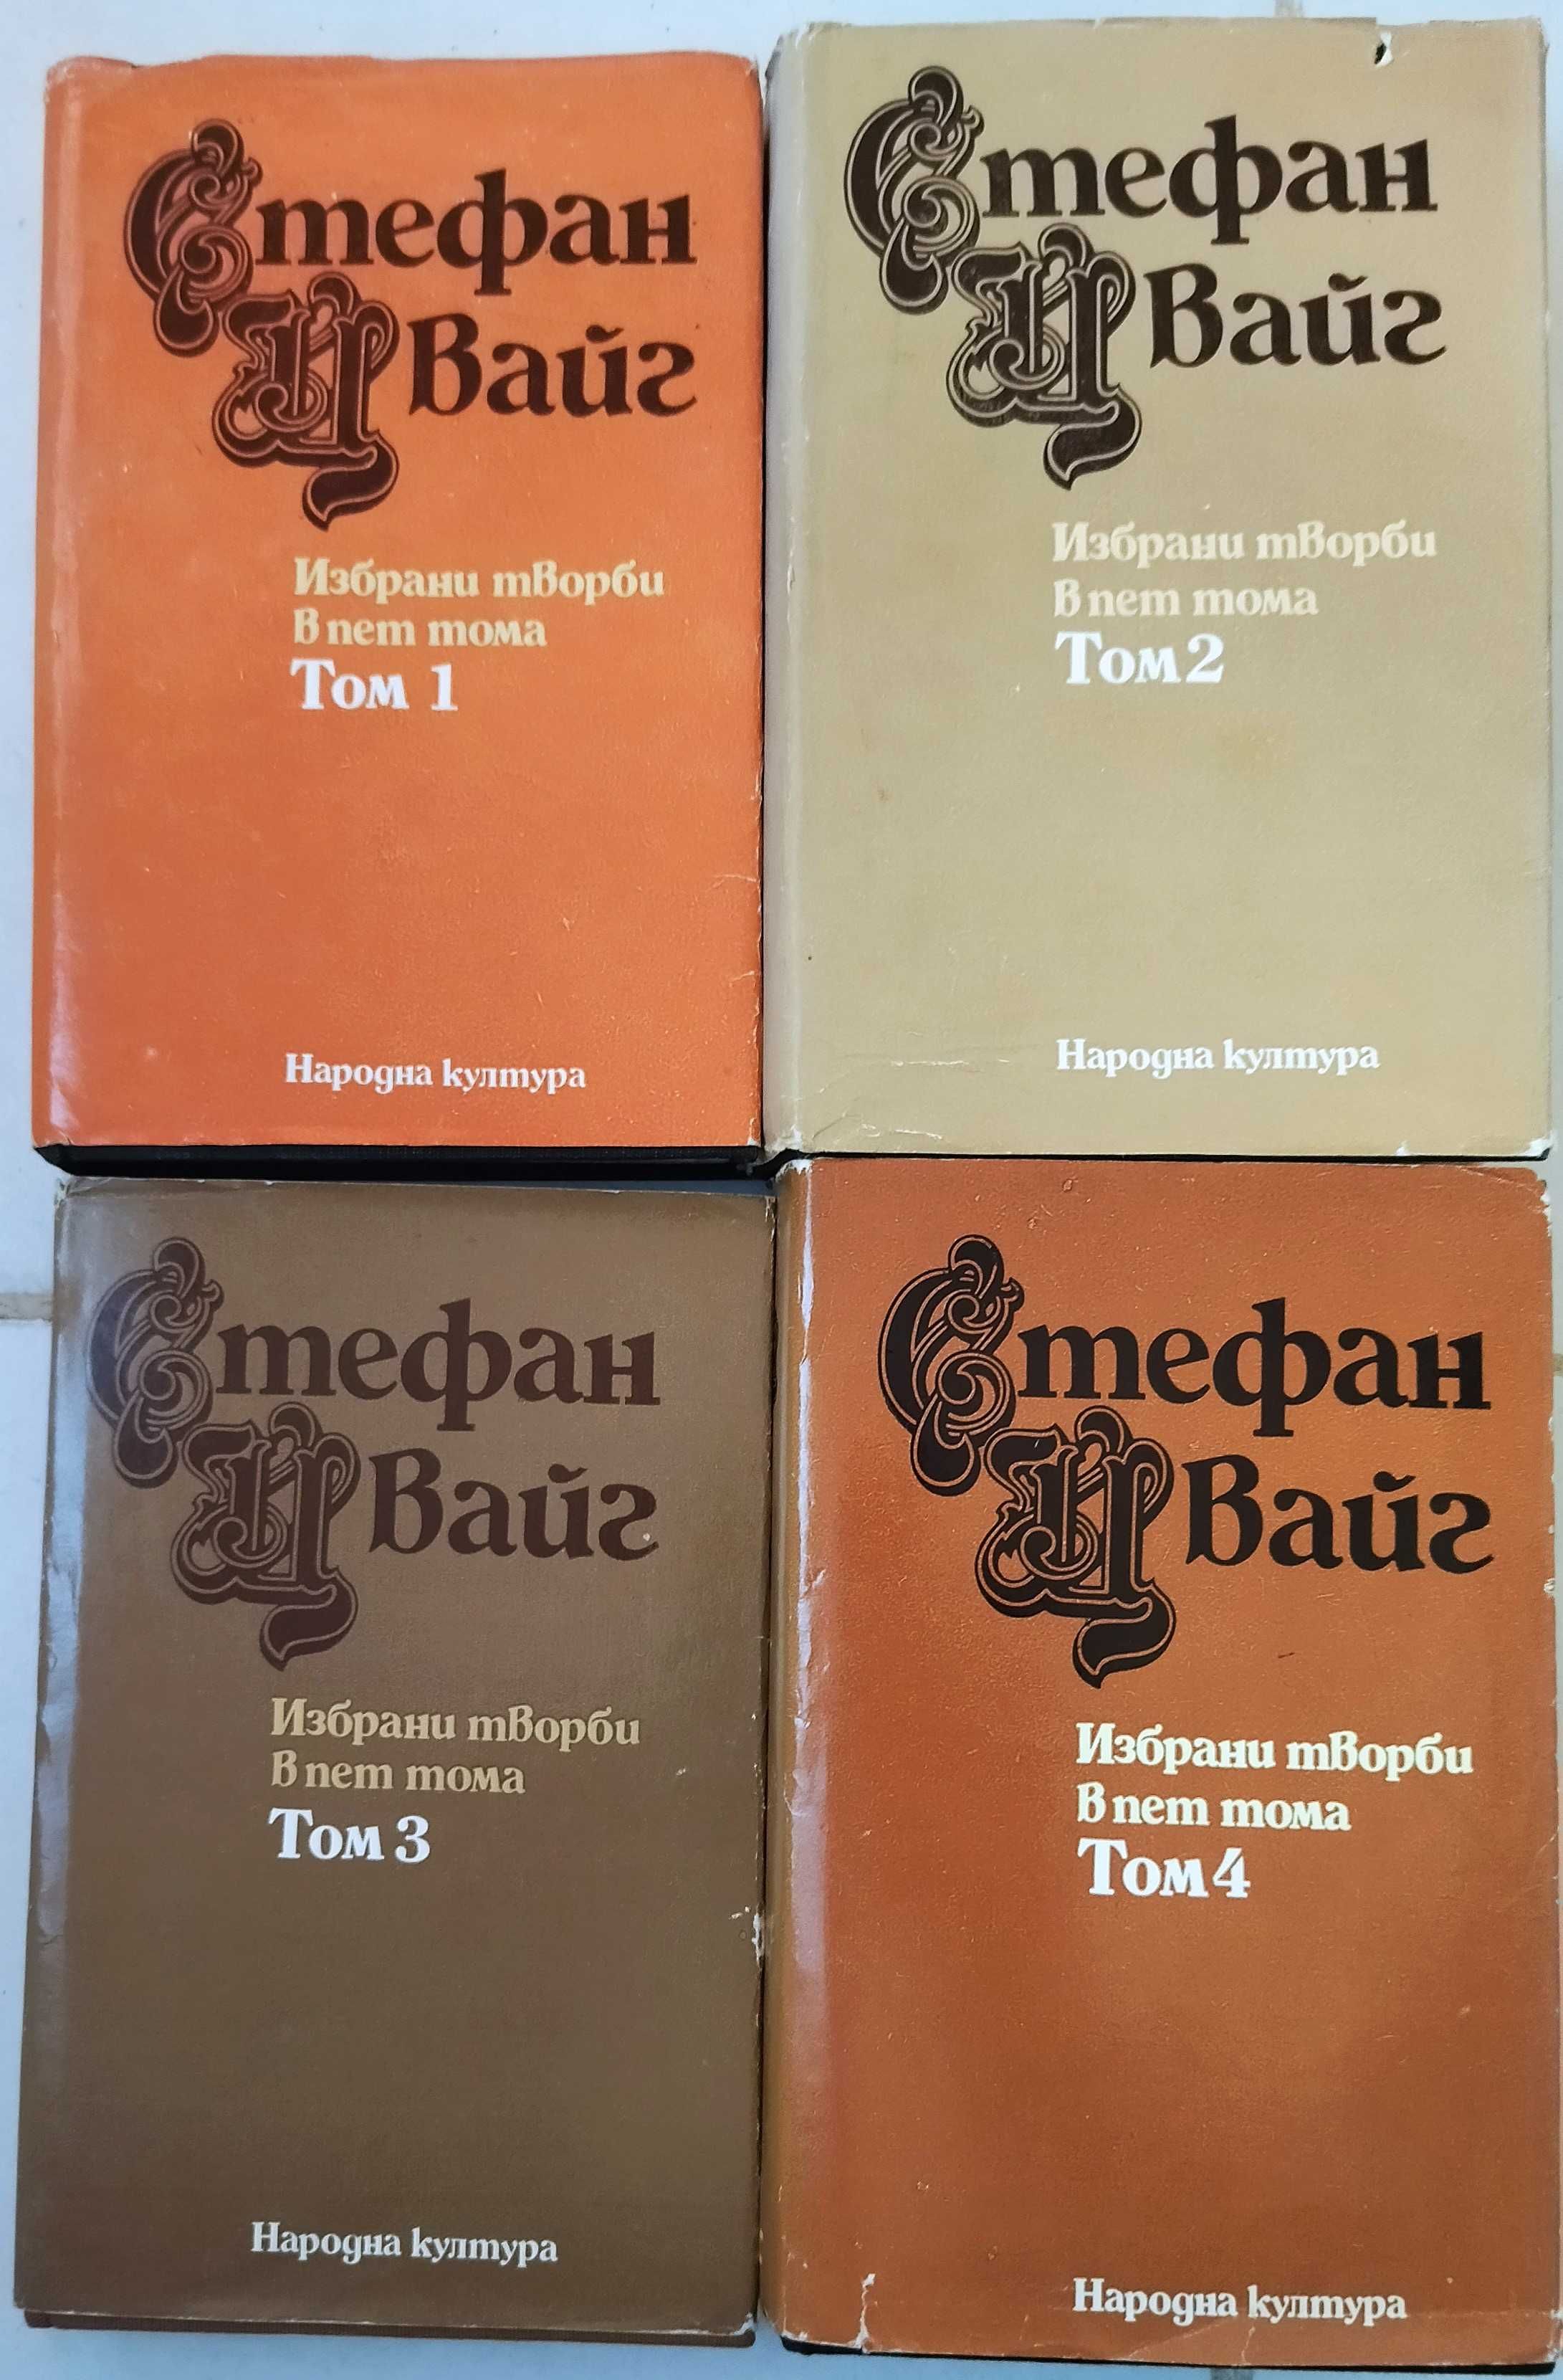 Стефан
Цвайг
Избрани творби
в пет тома
Том 1
Народна култура
Стефан
Цвайг
Избрани творби
в пет тома
Том 2
Народна култура
Стефан
Цвайг
Избрани творби
в пет тома
Том 3
Народна култура
Стефан
Цвайг
Избрани творби
в пет тома
Том 4
Народна култура